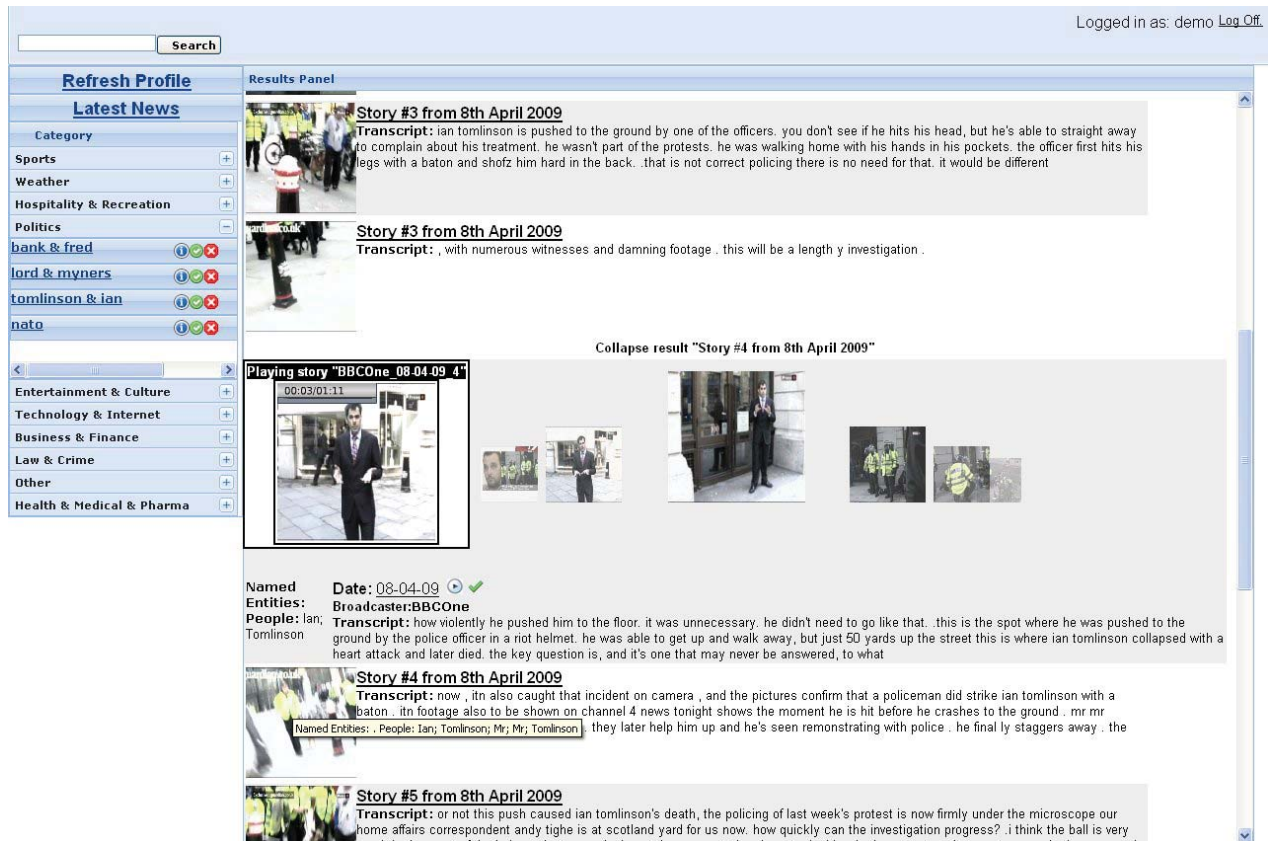 Logged in as: demo Log Off.
Search
Refresh Profile
Latest News
Category
Sports
Weather
Hospitality & Recreation
Politics
bank & fred
lord & myners
tomlinson & ian
nato
Entertainment & Culture
Technology & Internet
Business & Finance
Law & Crime
Other
Health & Medical & Pharma
Results Panel
Story #3 from 8th April 2009
Transcript: ian tomlinson is pushed to the ground by one of the officers. you don't see if he hits his head, but he's able to straight away
to complain about his treatment. he wasn't part of the protests. he was walking home with his hands in his pockets. the officer first hits his
legs with a baton and shofz him hard in the back. .that is not correct policing there is no need for that. it would be different
Story #3 from 8th April 2009
Transcript: , with numerous witnesses and damning footage . this will be a length y investigation .
Collapse result "Story #4 from 8th April 2009"
Playing story "BBCOne_08-04-09_4"
00:03/01:11
Named
Entities:
People: Ian;
Tomlinson
Date: 08-04-09
Broadcaster:BBCOne
Transcript: how violently he pushed him to the floor. it was unnecessary. he didn't need to go like that. .this is the spot where he was pushed to the
ground by the police officer in a riot helmet. he was able to get up and walk away, but just 50 yards up the street this is where ian tomlinson collapsed with a
heart attack and later died. the key question is, and it's one that may never be answered, to what
Story #4 from 8th April 2009
Transcript: now , itn also caught that incident on camera , and the pictures confirm that a policeman did strike ian tomlinson with a
baton . itn footage also to be shown on channel 4 news tonight shows the moment he is hit before he crashes to the ground . mr mr
Named Entities: . People: Ian; Tomlinson; Mr; Mr; Tomlinson . they later help him up and he's seen remonstrating with police . he final ly staggers away . the
Story #5 from 8th April 2009
Transcript: or not this push caused ian tomlinson's death, the policing of last week's protest is now firmly under the microscope our
home affairs correspondent andy tighe is at scotland yard for us now. how quickly can the investigation progress? .i think the ball is very